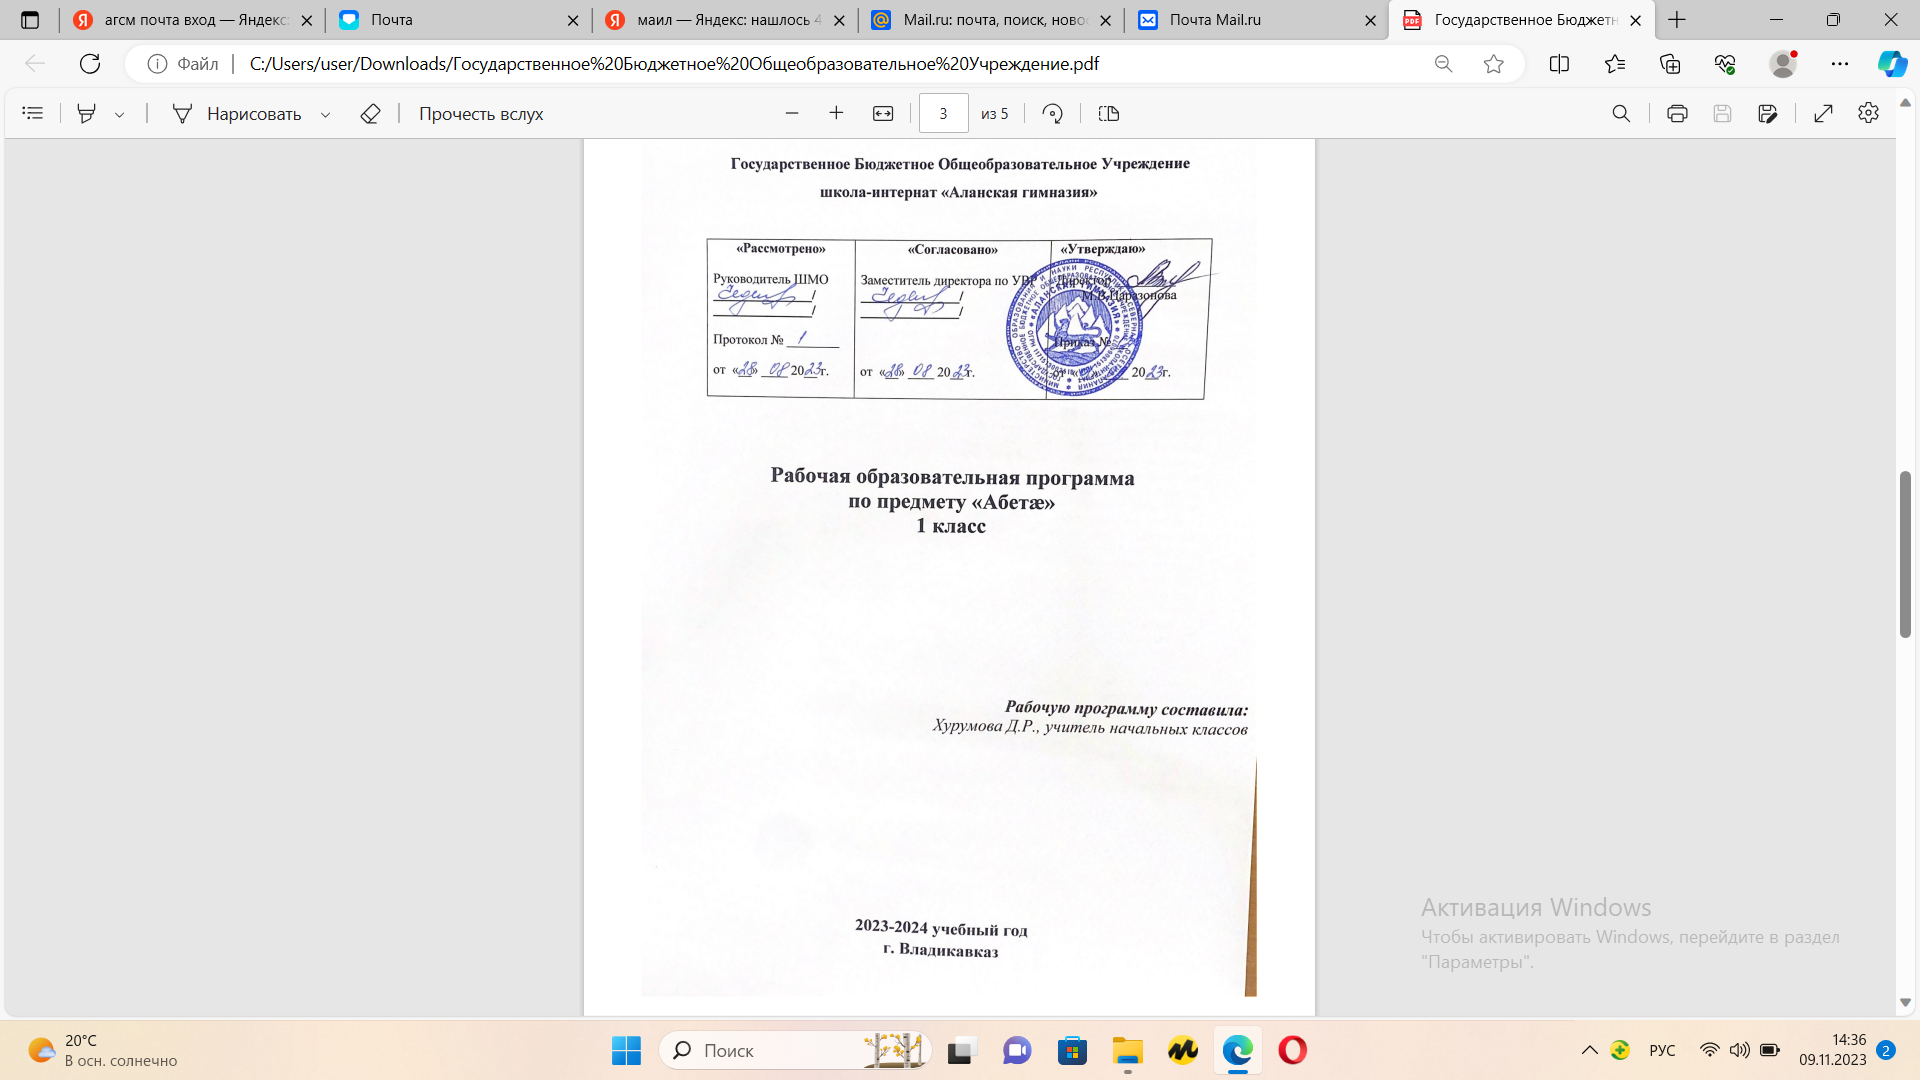 агсм почта вход — Яндекс:
Почта
маил — Яндекс: нашлось 4
Mail.ru: почта, поиск, ново
Почта Mail.ru
Государственное Бюджетн
Файл
C:/Users/user/Downloads/Государственное%20Бюджетное%20Общеобразовательное%20Учреждение.pdf
Нарисовать
Прочесть вслух
3
из 5
Государственное Бюджетное Общеобразовательное Учреждение
школа-интернат «Аланская гимназия»
«Рассмотрено»
Руководитель ШМО
Протокол № 1
от «28» 08 2023г.
«Согласовано»
Заместитель директора по УВР
от «28» 08 2023г.
«Утверждаю»
Директор
М.В.Царазонова
Приказ №
от « » 2023г.
«АЛАНСКАЯ ГИМНАЗИЯ»
Рабочая образовательная программа
по предмету «Абетæ»
1 класс
Рабочую программу составила:
Хурумова Д.Р., учитель начальных классов
2023-2024 учебный год
г. Владикавказ
Активация Windows
Чтобы активировать Windows, перейдите в раздел
"Параметры".
20°C
В осн. солнечно
Поиск
РУС
14:36
09.11.2023
2